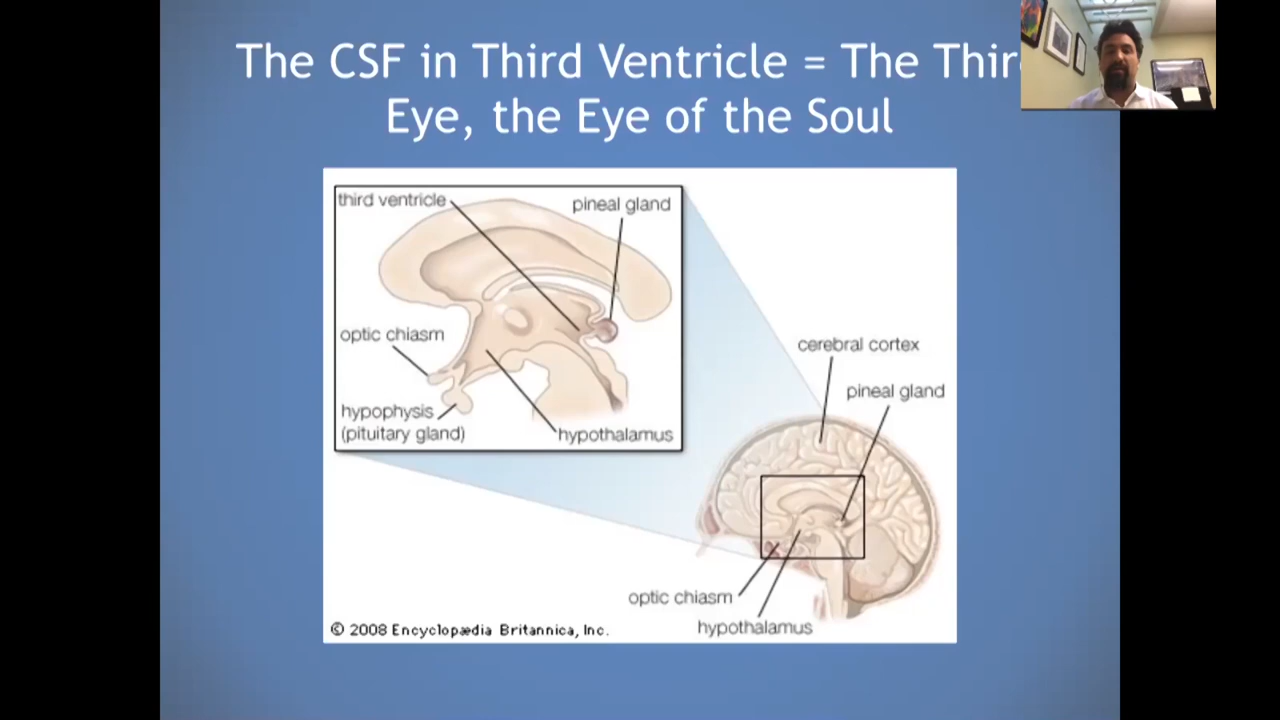 The CSF in Third Ventricle = The Thir
Eye, the Eye of the Soul
third ventricle
pineal gland
optic chiasm
hypophysis
(pituitary gland)
hypothalamus
cerebral cortex
pineal gland
optic chiasm
hypothalamus
© 2008 Encyclopædia Britannica, Inc.